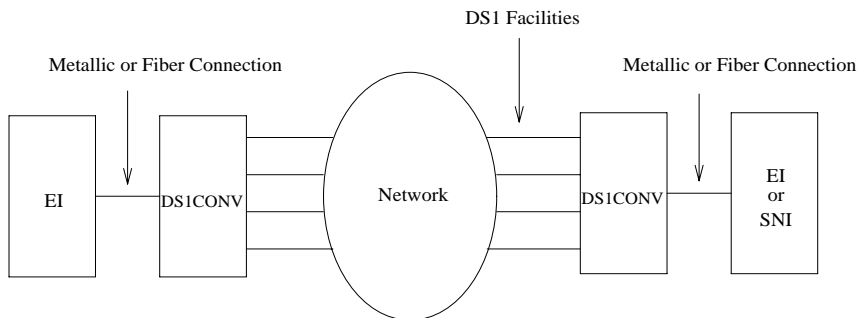 DS1 Facilities
Metallic or Fiber Connection
Metallic or Fiber Connection
EI
DS1CONV
Network
DS1CONV
EI
or
SNI